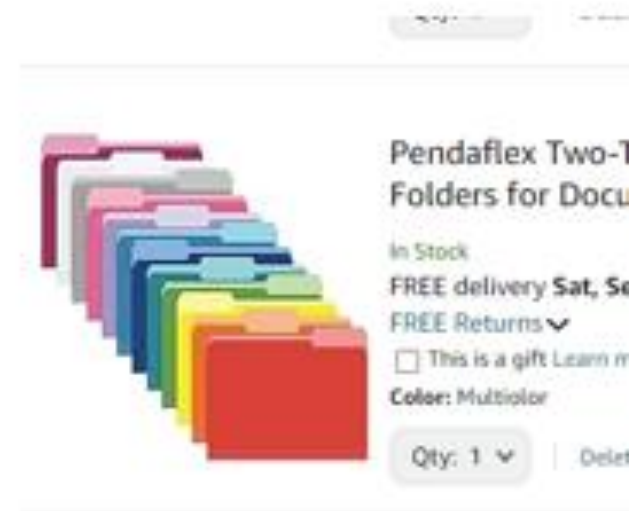 Pendaflex Two-T
Folders for Docu
In Stock
FREE delivery Sat, Se
FREE Returns
This is a gift Learn m
Color: Multiolor
Qty: 1
Delet